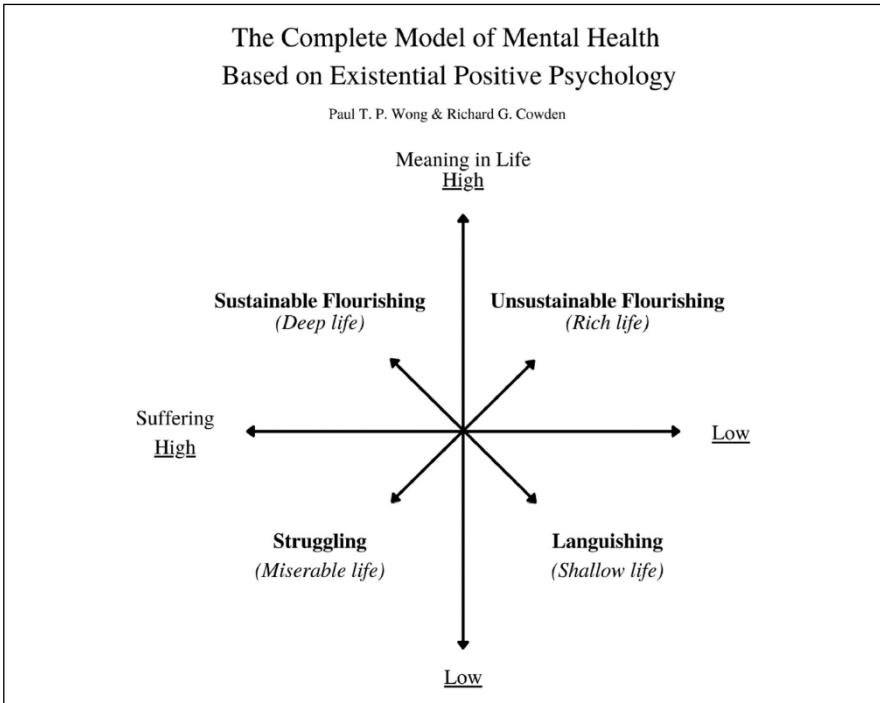 The Complete Model of Mental Health
Based on Existential Positive Psychology
Paul T. P. Wong & Richard G. Cowden
Meaning in Life
High
Sustainable Flourishing
(Deep life)
Unsustainable Flourishing
(Rich life)
Suffering
High
Low
Struggling
(Miserable life)
Languishing
(Shallow life)
Low